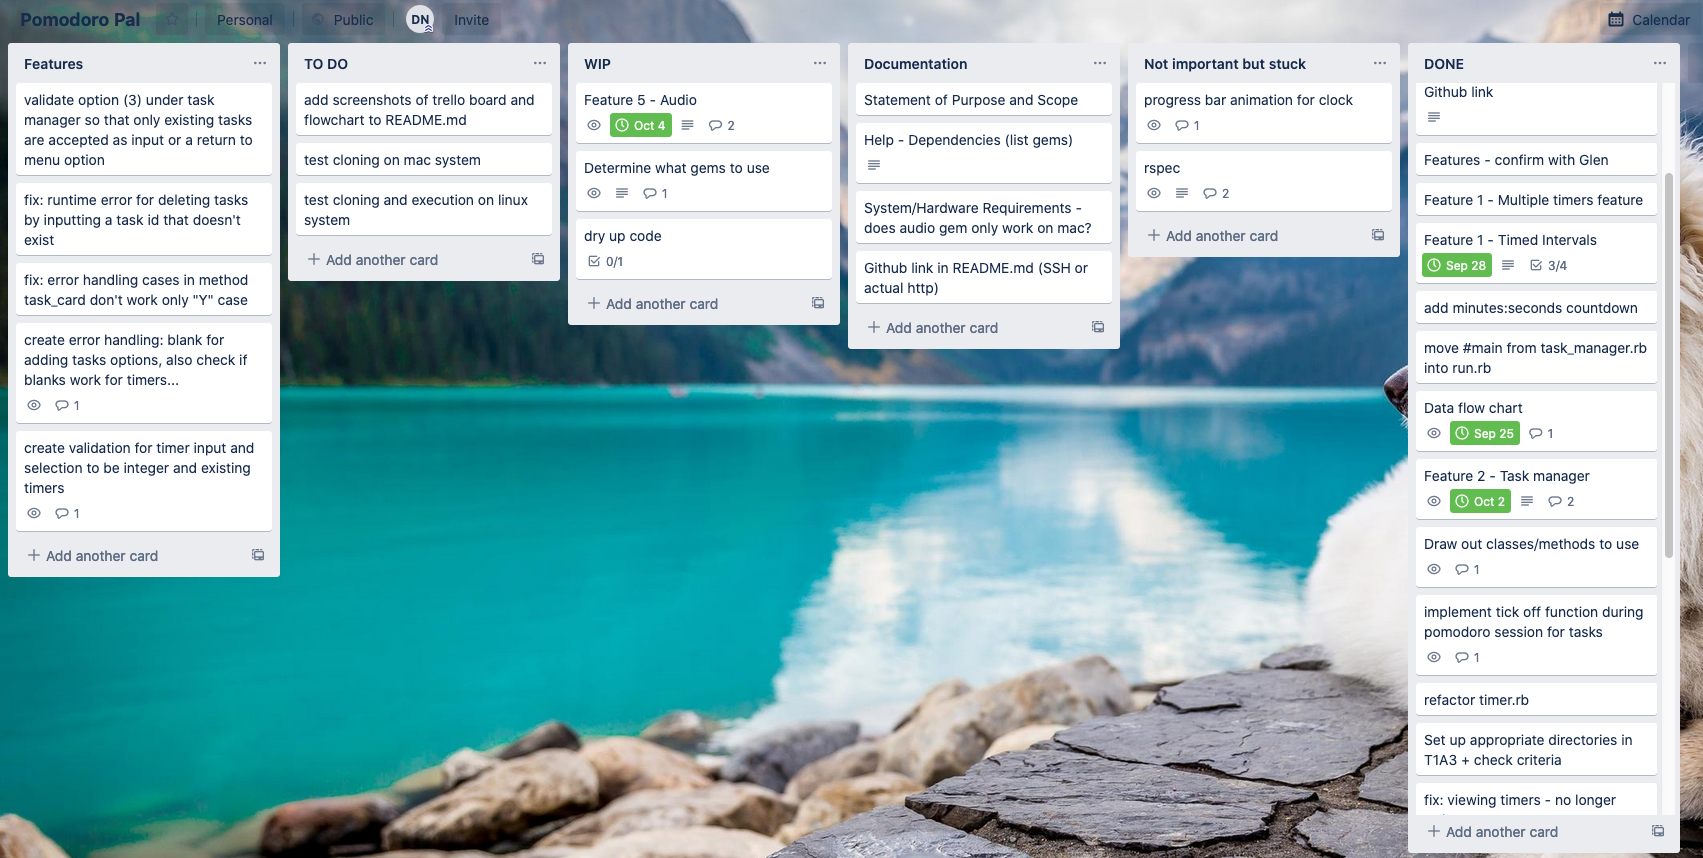 Pomodoro Pal
Personal
Public
DN
Invite
Calendar
Features
validate option (3) under task
manager so that only existing tasks
are accepted as input or a return to
menu option
fix: runtime error for deleting tasks
by inputting a task id that doesn't
exist
fix: error handling cases in method
task_card don't work only "Y" case
create error handling: blank for
adding tasks options, also check if
blanks work for timers...
1
create validation for timer input and
selection to be integer and existing
timers
1
Add another card
TO DO
add screenshots of trello board and
flowchart to README.md
test cloning on mac system
test cloning and execution on linux
system
Add another card
WIP
Feature 5 - Audio
Oct 4
2
Determine what gems to use
1
dry up code
0/1
Add another card
Documentation
Statement of Purpose and Scope
Help - Dependencies (list gems)
System/Hardware Requirements -
does audio gem only work on mac?
Github link in README.md (SSH or
actual http)
Add another card
Not important but stuck
progress bar animation for clock
1
rspec
2
Add another card
DONE
Github link
Features - confirm with Glen
Feature 1 - Multiple timers feature
Feature 1 - Timed Intervals
Sep 28
3/4
add minutes:seconds countdown
move #main from task_manager.rb
into run.rb
Data flow chart
Sep 25
1
Feature 2 - Task manager
Oct 2
2
Draw out classes/methods to use
1
implement tick off function during
pomodoro session for tasks
1
refactor timer.rb
Set up appropriate directories in
T1A3 + check criteria
fix: viewing timers - no longer
Add another card